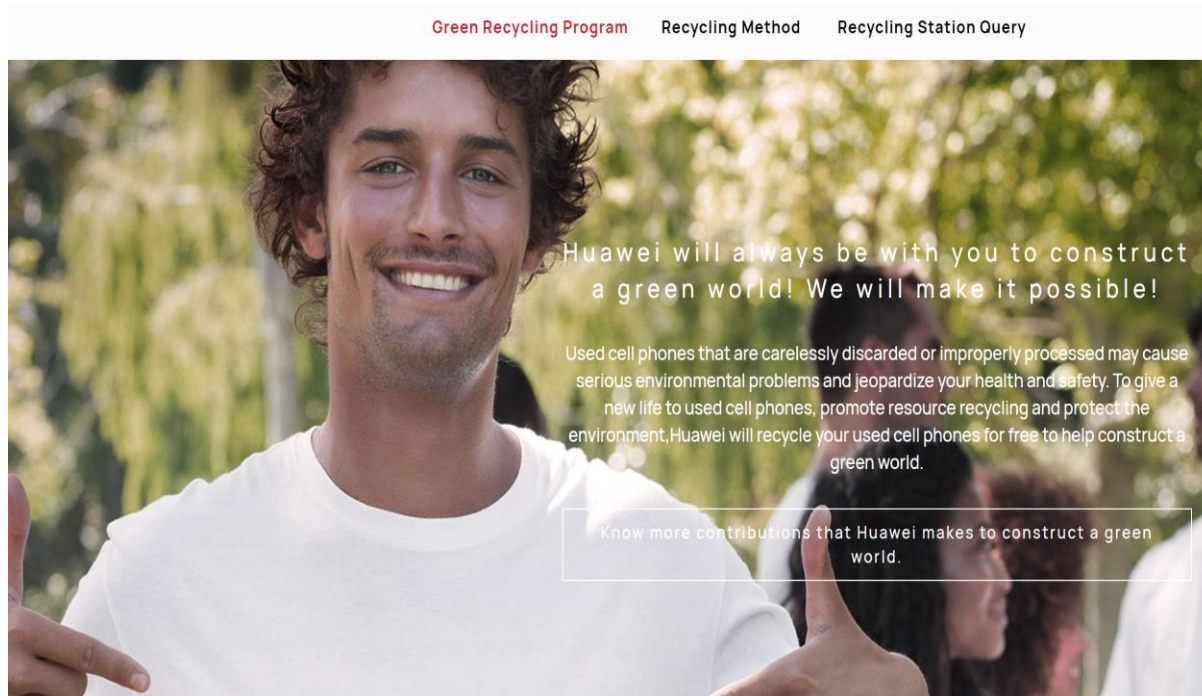 Green Recycling Program Recycling Method Recycling Station Query
Huawei will always be with you to construct
a green world! We will make it possible!
Used cell phones that are carelessly discarded or improperly processed may cause
serious environmental problems and jeopardize your health and safety. To give a
new life to used cell phones, promote resource recycling and protect the
environment,Huawei will recycle your used cell phones for free to help construct a
green world.
Know more contributions that Huawei makes to construct a green
world.